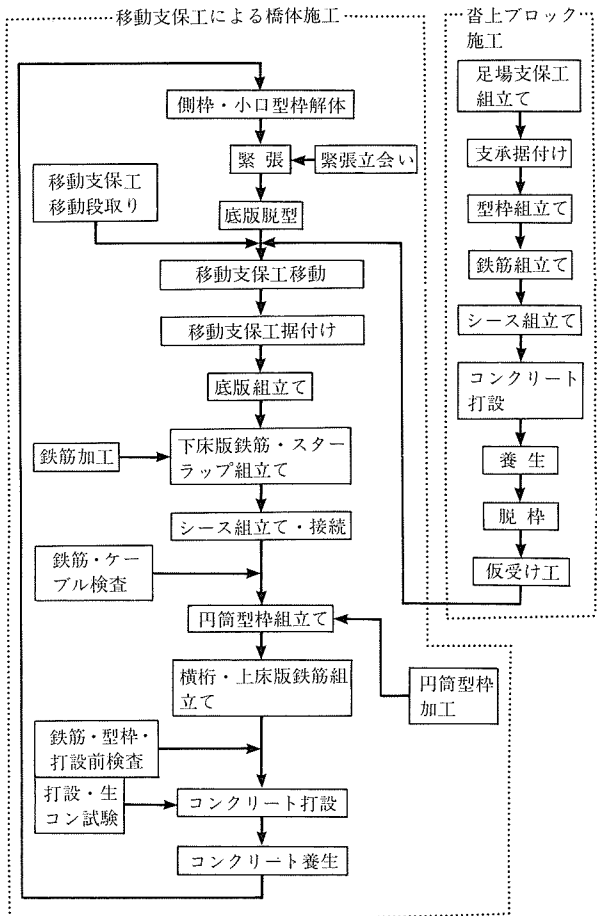 移動支保工による橋体施工
側枠・小口型枠解体
緊 張
緊張立会い
移動支保工
移動段取り
底版脱型
移動支保工移動
移動支保工据付け
底版組立て
鉄筋加工
下床版鉄筋・スター
ラップ組立て
シース組立て・接続
鉄筋・ケー
ブル検査
円筒型枠組立て
横桁・上床版鉄筋組
立て
円筒型枠
加工
鉄筋・型枠・
打設前検査
打設・生
コン試験
コンクリート打設
コンクリート養生
沓上ブロック
施工
足場支保工
組立て
支承据付け
型枠組立て
鉄筋組立て
シース組立て
コンクリート
打設
養 生
脱 枠
仮受け工